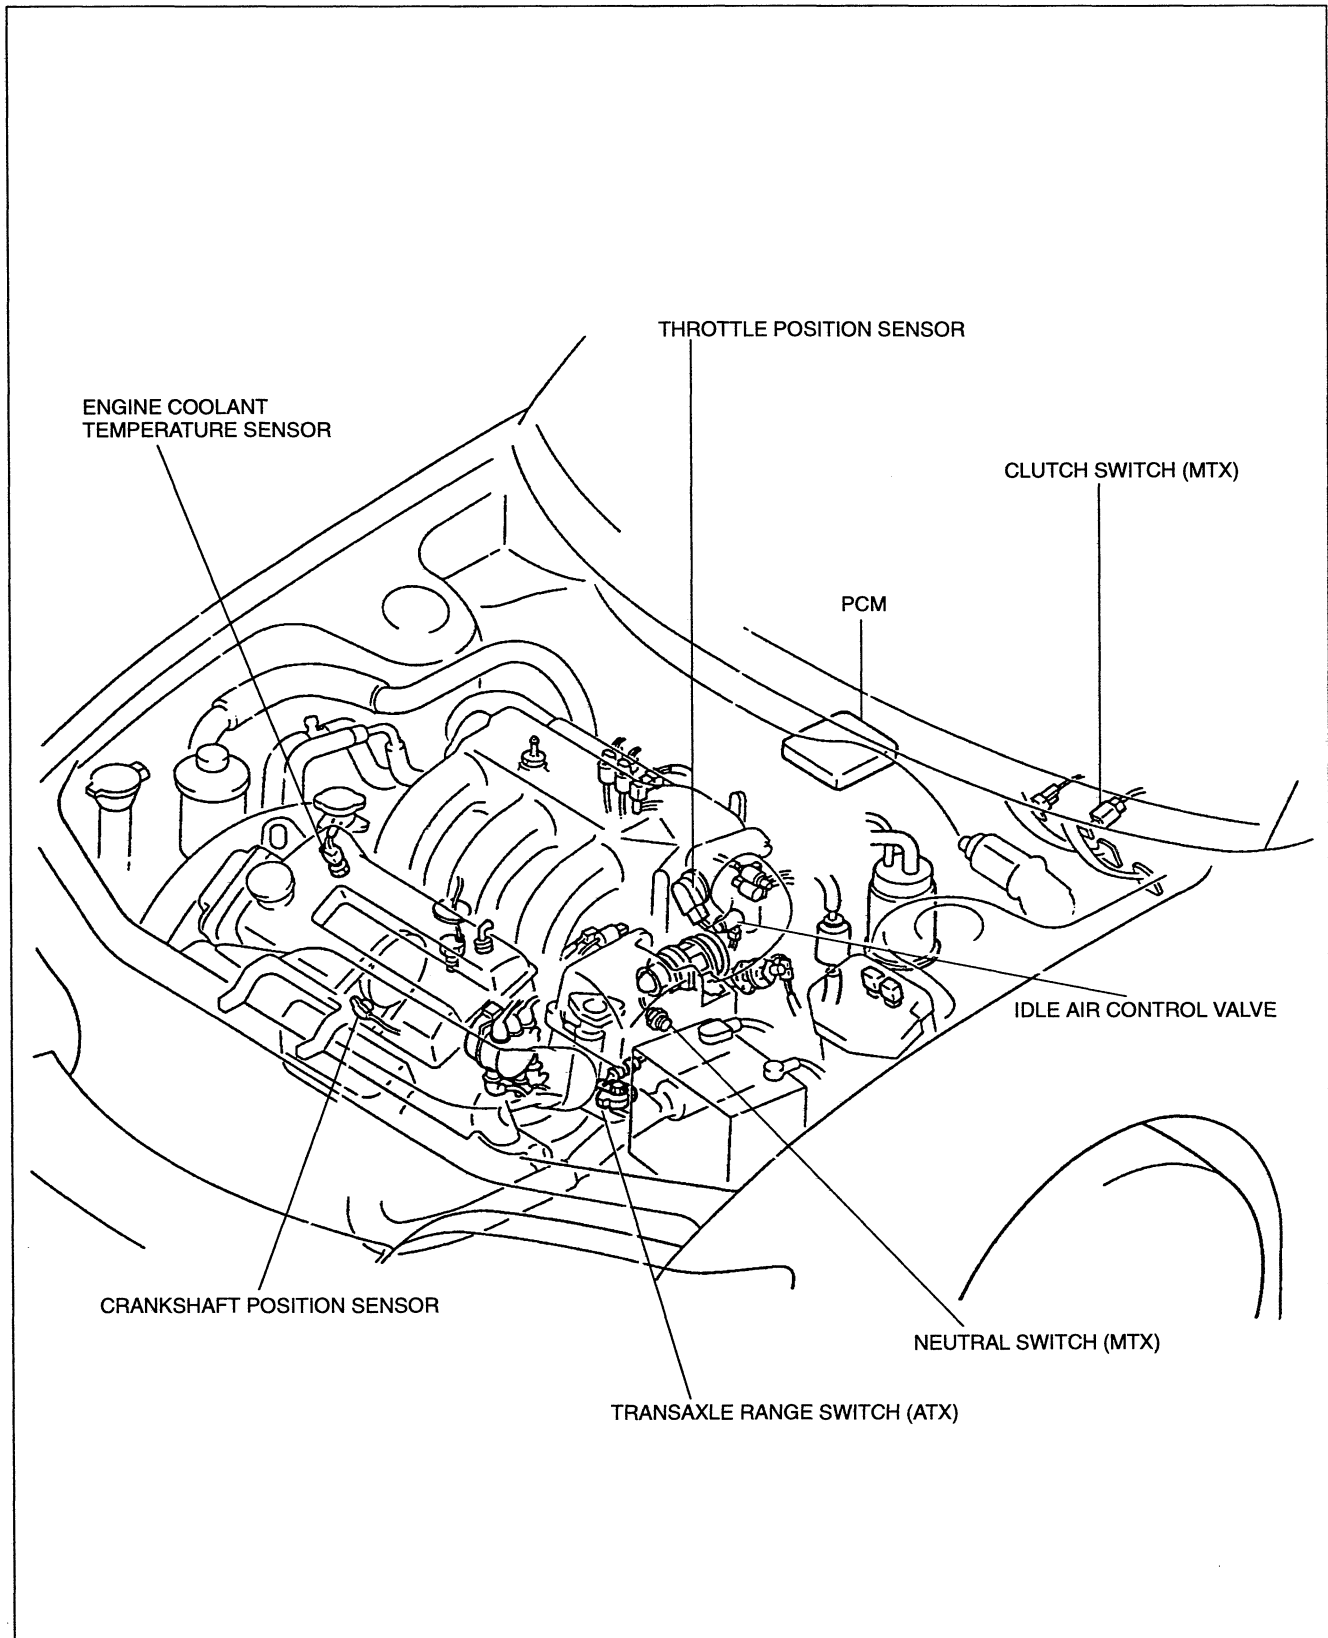 THROTTLE POSITION SENSOR
ENGINE COOLANT
TEMPERATURE SENSOR
CLUTCH SWITCH (MTX)
PCM
IDLE AIR CONTROL VALVE
CRANKSHAFT POSITION SENSOR
NEUTRAL SWITCH (MTX)
TRANSAXLE RANGE SWITCH (ATX)